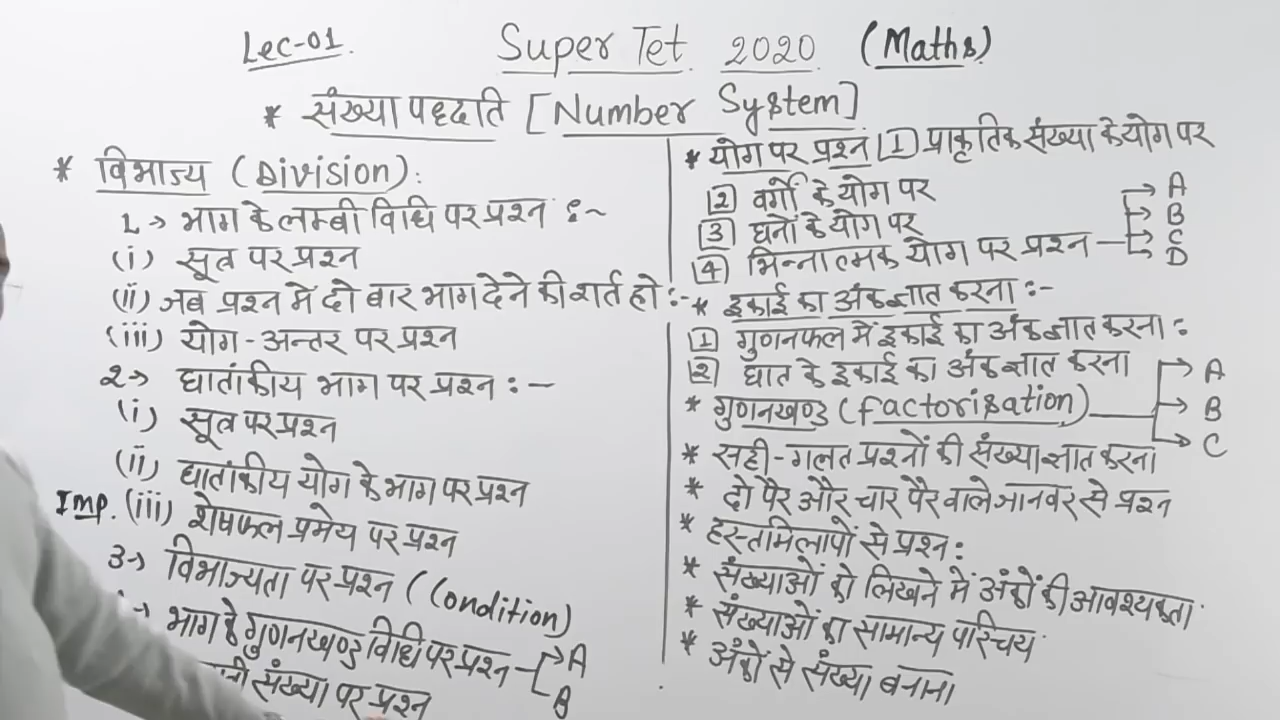 Lec-01.
Super Tet 2020 (Maths)
* संख्या पद्दति [Number System]
* विभाज्य (Division):
1→ भाग के लम्बी विधि पर प्रश्न :~
(i) सूत्र पर प्रश्न
(ii) जब प्रश्न में दो बार भाग देने की शर्त हो :-
(iii) योग - अन्तर पर प्रश्न
2→ घातांकीय भाग पर प्रश्न : -
(i) सूत्र पर प्रश्न
(ii) घातांकीय योग के भाग पर प्रश्न
Imp. (iii) शेषफल प्रमेय पर प्रश्न
3→ विभाज्यता पर प्रश्न (Condition)
भाग के गुणनखण्ड विधि पर प्रश्न → A
B
संख्या पर प्रश्न
* योग पर प्रश्न [1] प्राकृतिक संख्या के योग पर
[2] वर्गों के योग पर
[3] घनों के योग पर
[4] भिन्नात्मक योग पर प्रश्न → A
→ B
→ C
→ D
* इकाई का अंक ज्ञात करना :-
[1] गुणनफल में इकाई का अंक ज्ञात करना :
[2] घात के इकाई का अंक ज्ञात करना
* गुणनखण्ड (factorisation) → A
→ B
→ C
* सही - गलत प्रश्नों की संख्या ज्ञात करना
* दो पैर और चार पैर वाले जानवर से प्रश्न
* हस्तमिलापों से प्रश्न :
* संख्याओं को लिखने में अंकों की आवश्यकता
* संख्याओं का सामान्य परिचय
* अंकों से संख्या बनाना